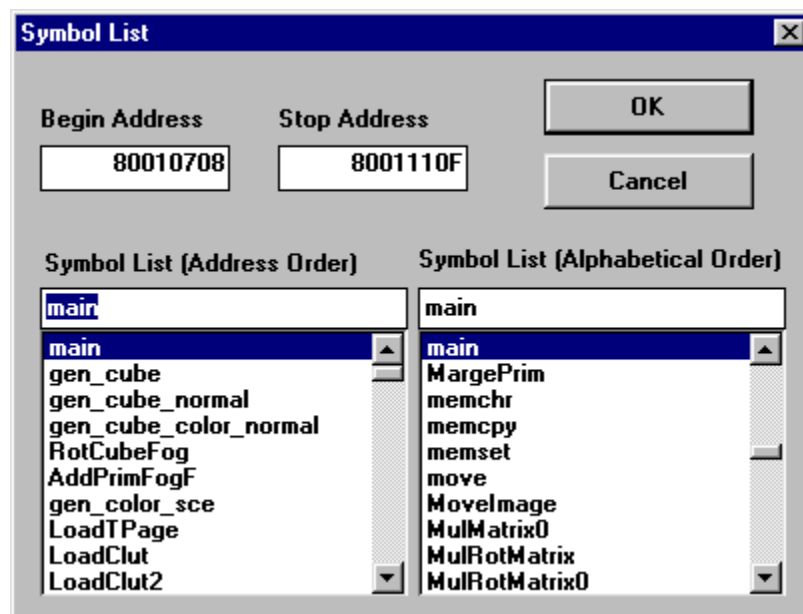 Symbol List
OK
Begin Address
Stop Address
80010708
8001110F
Cancel
Symbol List (Address Order)
main
main
gen_cube
gen_cube_normal
gen_cube_color_normal
RotCubeFog
AddPrimFogF
gen_color_sce
LoadTPage
LoadClut
LoadClut2
Symbol List (Alphabetical Order)
main
main
MargePrim
memchr
memcpy
memset
move
MoveImage
MulMatrix0
MulRotMatrix
MulRotMatrix0